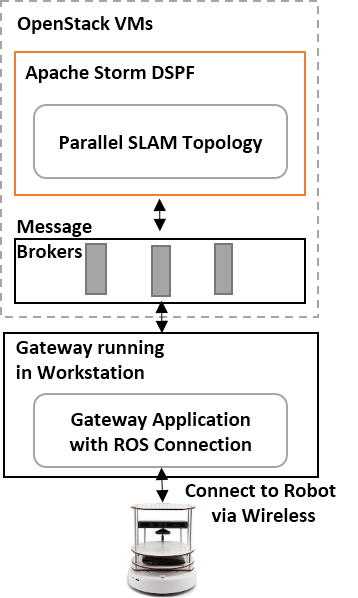 OpenStack VMs
Apache Storm DSPF
Parallel SLAM Topology
Message
Brokers
Gateway running
in Workstation
Gateway Application
with ROS Connection
Connect to Robot
via Wireless